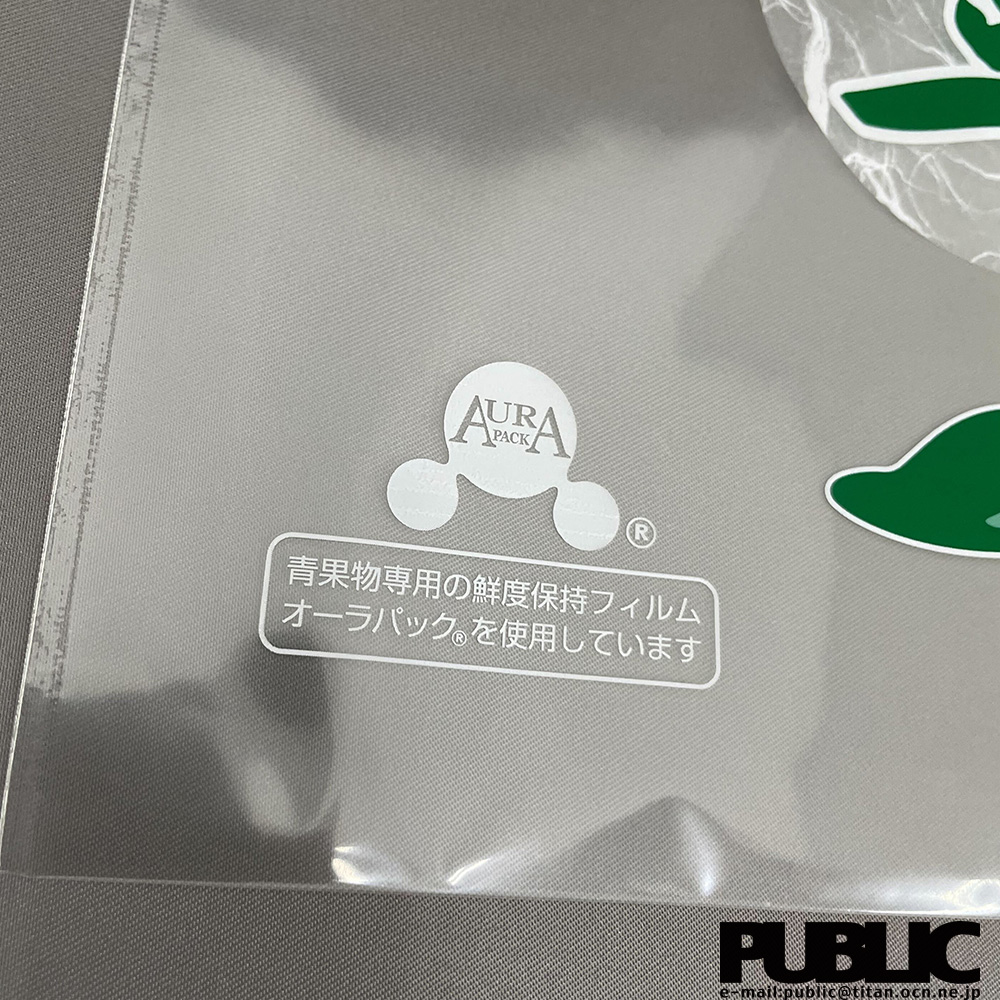 AURA
PACK
®
青果物専用の鮮度保持フィルム
オーラパック®を使用しています
PUBLIC
e-mail:public@titan.ocn.ne.jp